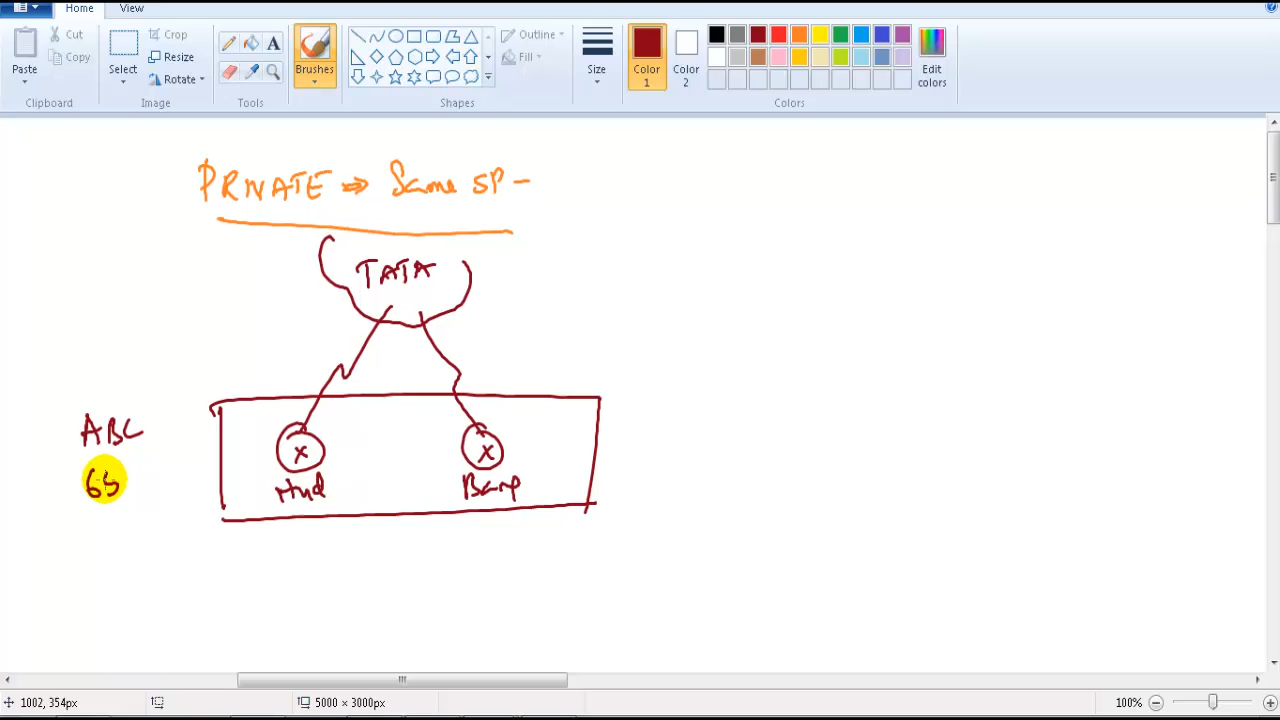 Home
View
Paste
Cut
Copy
Select
Crop
Resize
Rotate
Brushes
Outline
Fill
Size
Color 1
Color 2
Edit colors
Clipboard
Image
Tools
Shapes
Colors
PRIVATE ⇒ Same SP -
TATA
ABC
x
x
65
Hyd
Bang
1002, 354px
5000 × 3000px
100%